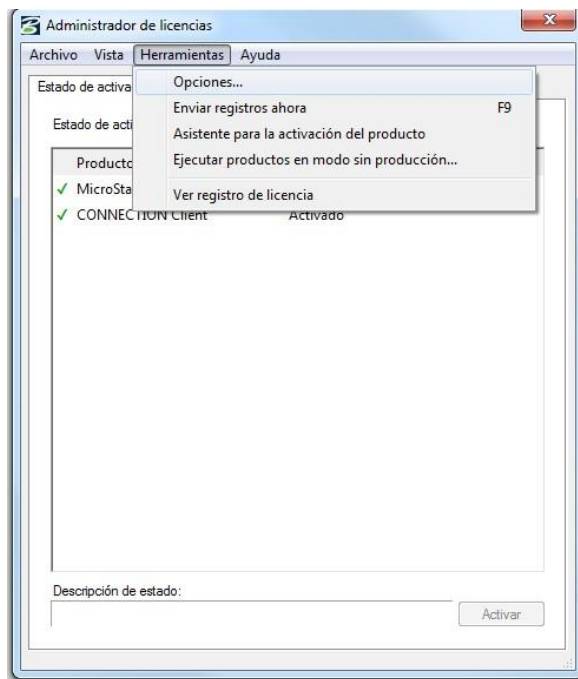 Administrador de licencias
Archivo Vista Herramientas Ayuda
Estado de activa
Opciones...
Enviar registros ahora F9
Estado de acti
Asistente para la activación del producto
Producto
Ejecutar productos en modo sin producción...
MicroSta
Ver registro de licencia
CONNECTION Client Activado
Descripción de estado:
Activar